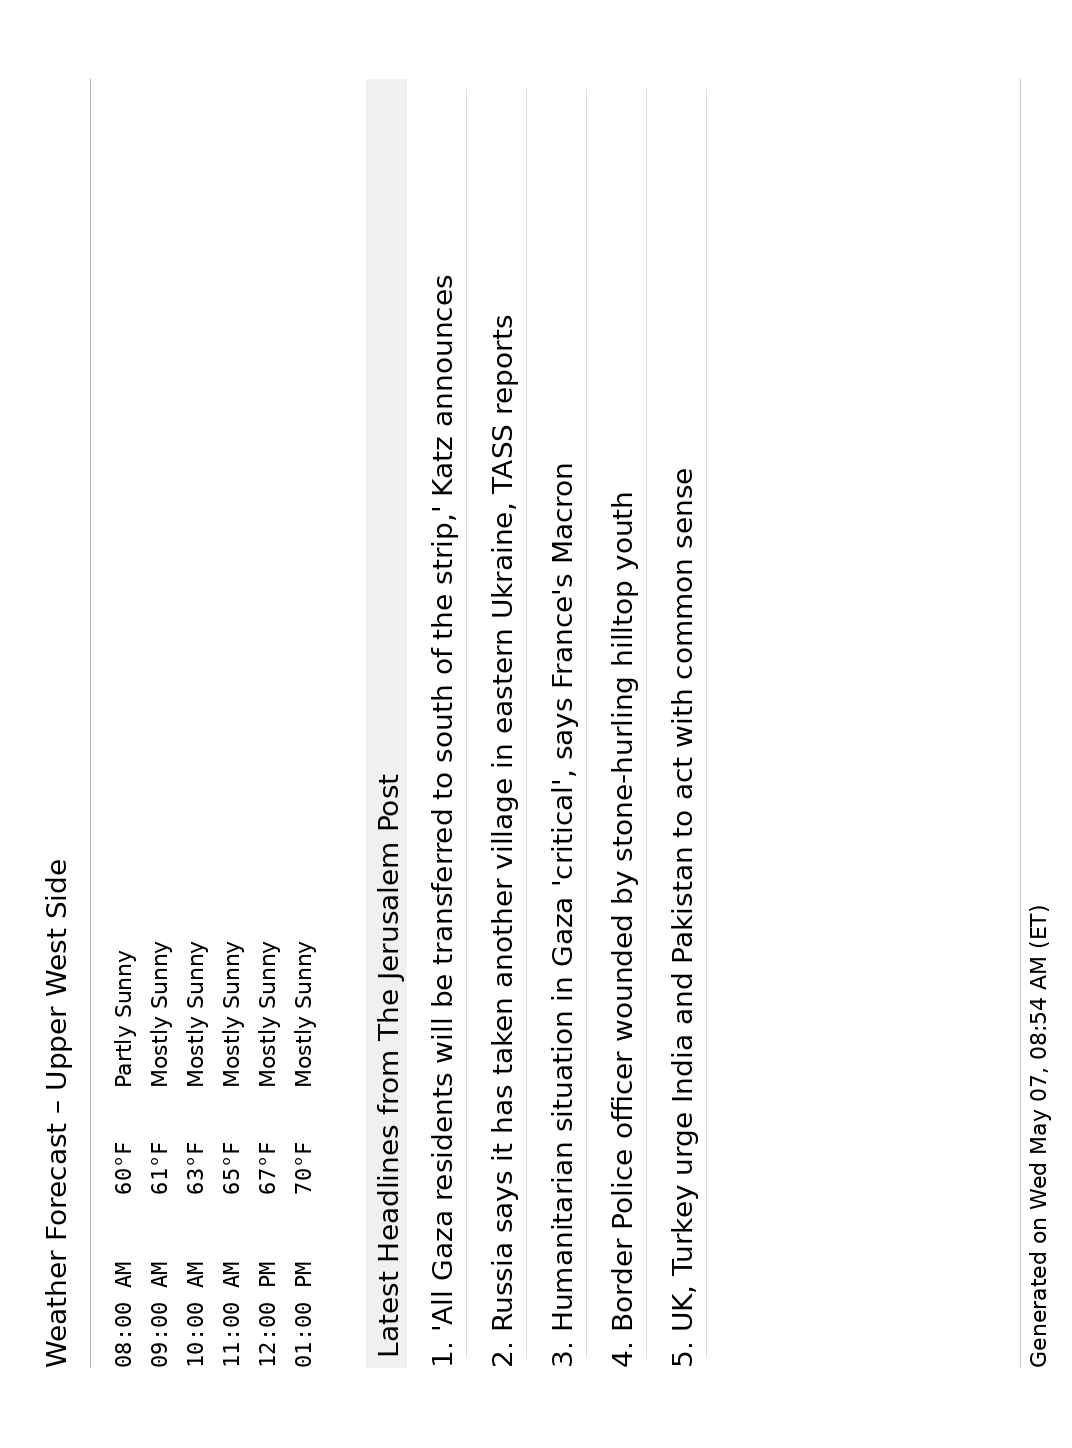 Weather Forecast – Upper West Side
08:00 AM 60°F Partly Sunny
09:00 AM 61°F Mostly Sunny
10:00 AM 63°F Mostly Sunny
11:00 AM 65°F Mostly Sunny
12:00 PM 67°F Mostly Sunny
01:00 PM 70°F Mostly Sunny
Latest Headlines from The Jerusalem Post
1. 'All Gaza residents will be transferred to south of the strip,' Katz announces
2. Russia says it has taken another village in eastern Ukraine, TASS reports
3. Humanitarian situation in Gaza 'critical', says France's Macron
4. Border Police officer wounded by stone-hurling hilltop youth
5. UK, Turkey urge India and Pakistan to act with common sense
Generated on Wed May 07, 08:54 AM (ET)